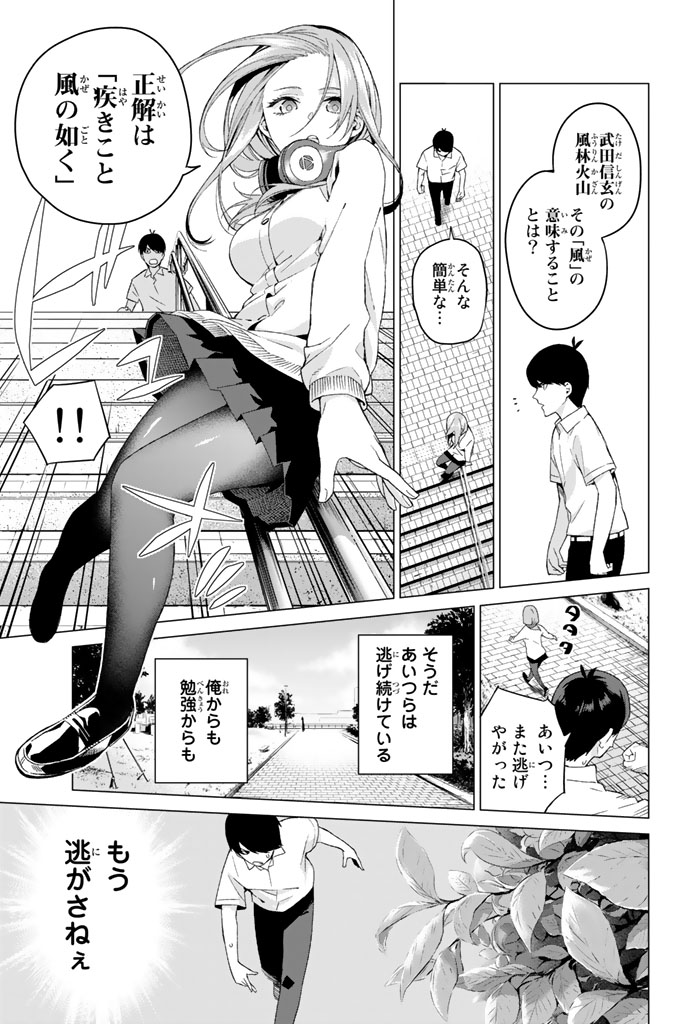 武田信玄の
風林火山
その「風」の
意味すること
とは？
そんな
簡単な…
正解は
「疾きこと
風の如く」
!!
タタタ
あいつ…
また逃げ
やがった
そうだ
あいつらは
逃げ続けている
俺からも
勉強からも
もう
逃がさねぇ